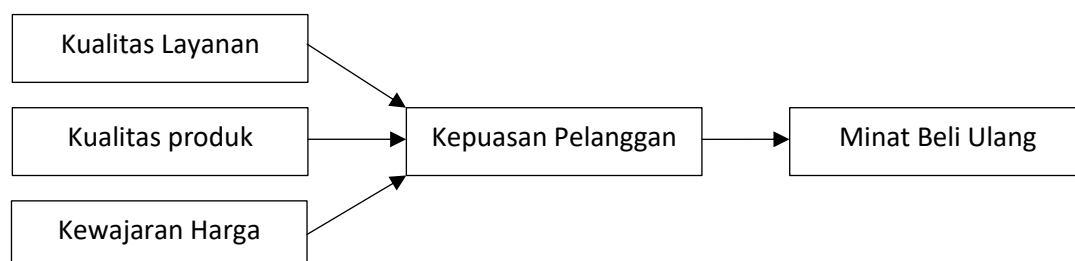 Kualitas Layanan
Kualitas produk
Kepuasan Pelanggan
Minat Beli Ulang
Kewajaran Harga